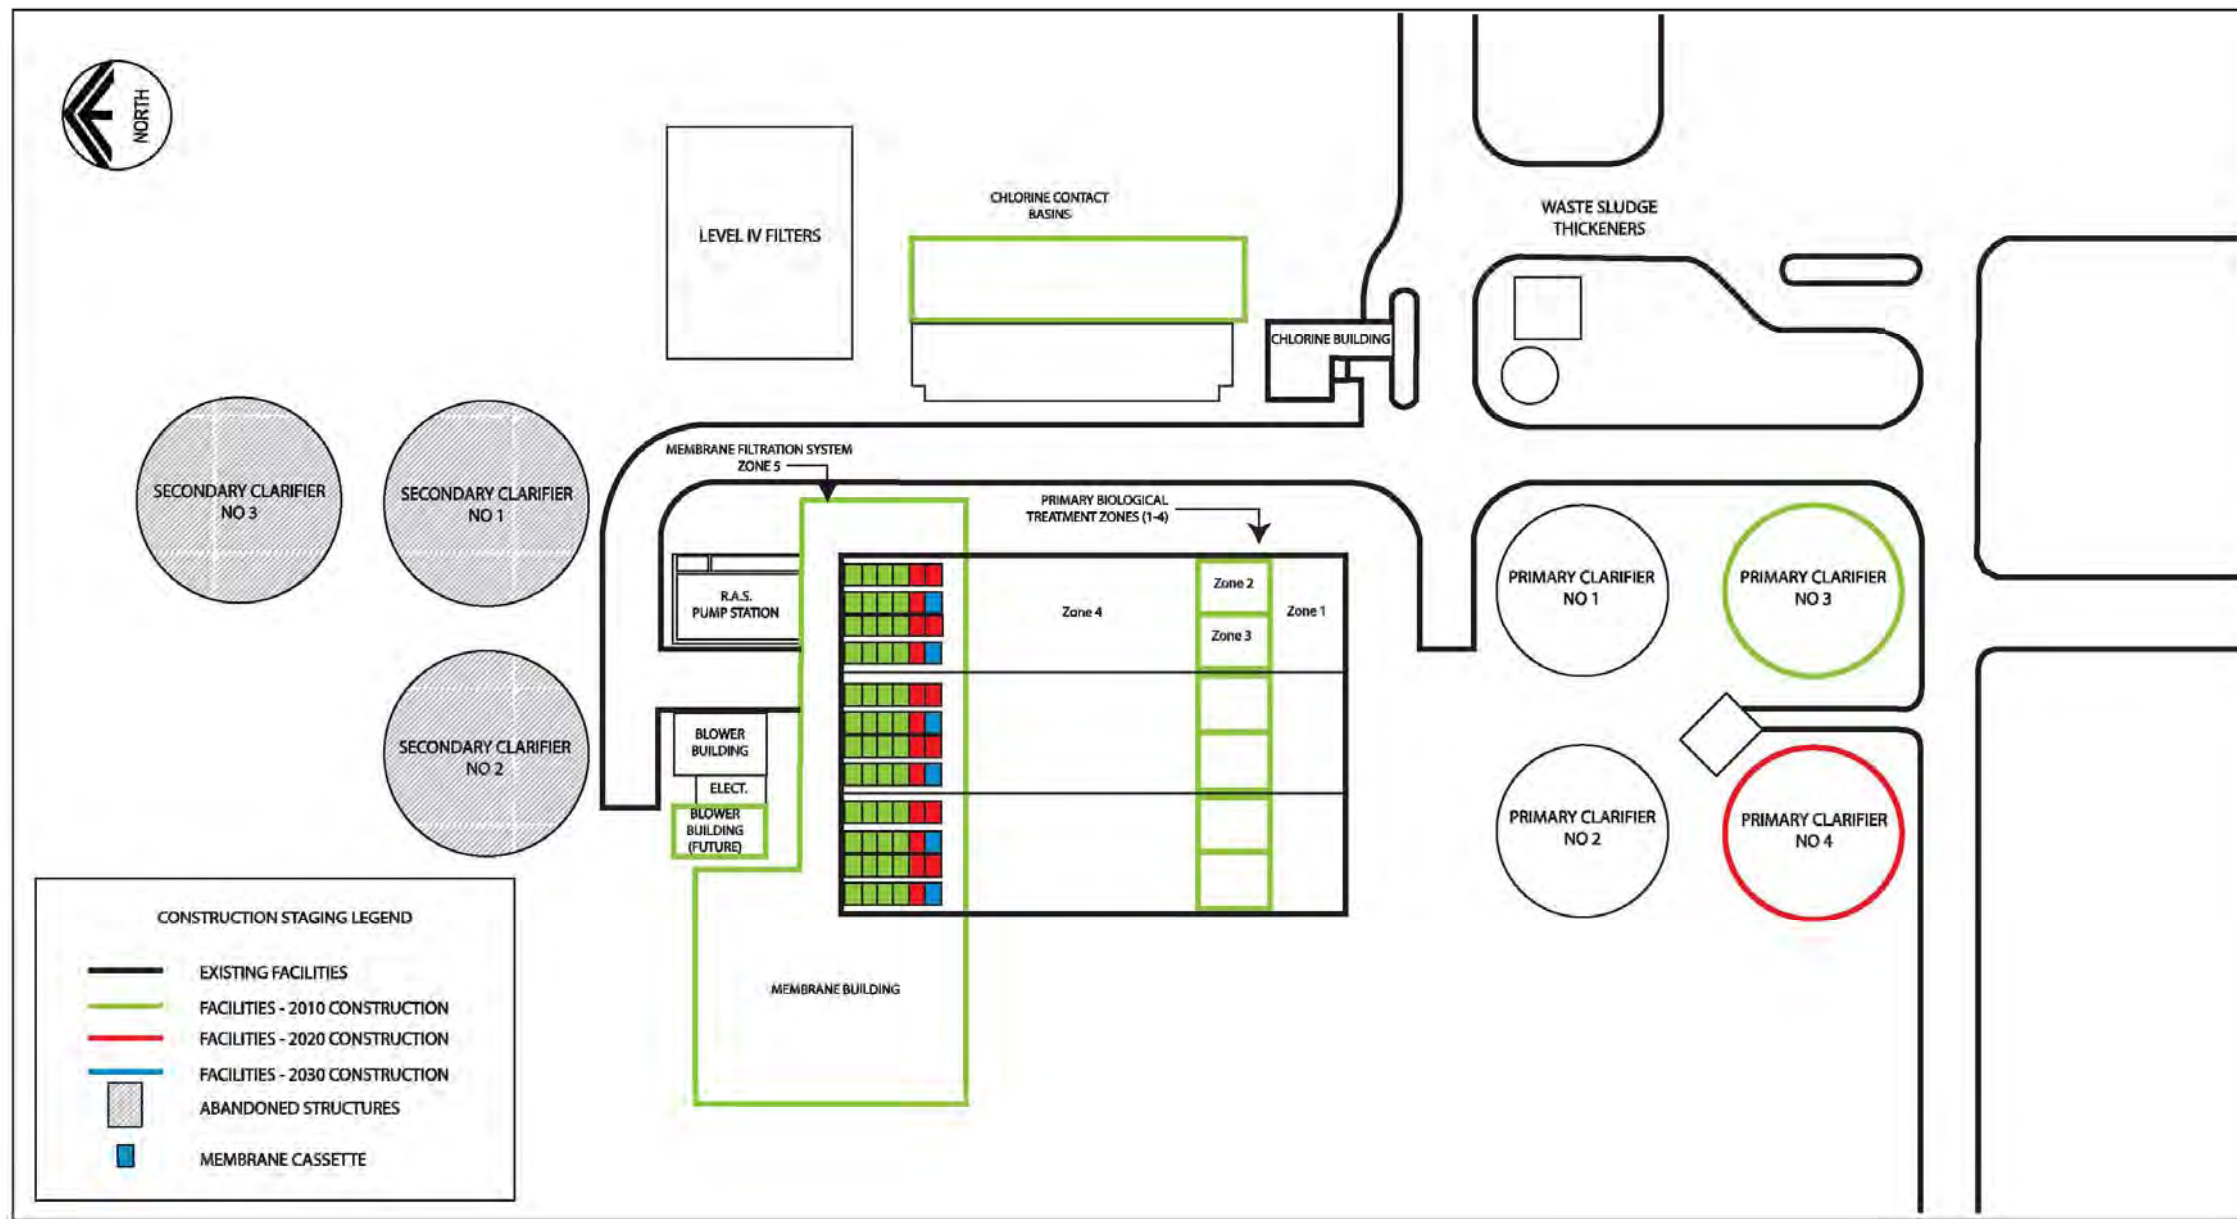 NORTH
LEVEL IV FILTERS
CHLORINE CONTACT
BASINS
WASTE SLUDGE
THICKENERS
CHLORINE BUILDING
SECONDARY CLARIFIER
NO 3
SECONDARY CLARIFIER
NO 1
MEMBRANE FILTRATION SYSTEM
ZONE 5
PRIMARY BIOLOGICAL
TREATMENT ZONES (1-4)
R.A.S.
PUMP STATION
Zone 4
Zone 2
Zone 3
Zone 1
PRIMARY CLARIFIER
NO 1
PRIMARY CLARIFIER
NO 3
SECONDARY CLARIFIER
NO 2
BLOWER
BUILDING
ELECT.
BLOWER
BUILDING
(FUTURE)
PRIMARY CLARIFIER
NO 2
PRIMARY CLARIFIER
NO 4
MEMBRANE BUILDING
CONSTRUCTION STAGING LEGEND
EXISTING FACILITIES
FACILITIES - 2010 CONSTRUCTION
FACILITIES - 2020 CONSTRUCTION
FACILITIES - 2030 CONSTRUCTION
ABANDONED STRUCTURES
MEMBRANE CASSETTE